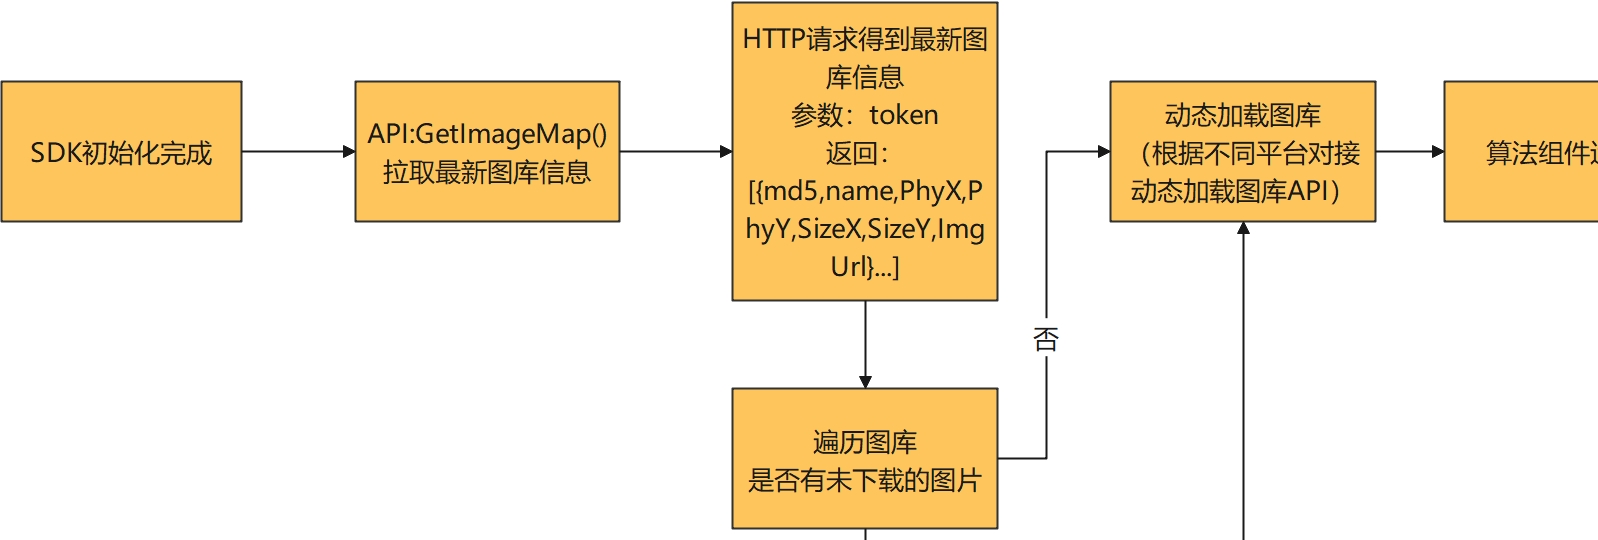 SDK初始化完成
API:GetImageMap()
拉取最新图库信息
HTTP请求得到最新图
库信息
参数：token
返回：
[{md5,name,PhyX,P
hyY,SizeX,SizeY,Img
Url}...]
遍历图库
是否有未下载的图片
否
动态加载图库
（根据不同平台对接
动态加载图库API）
算法组件